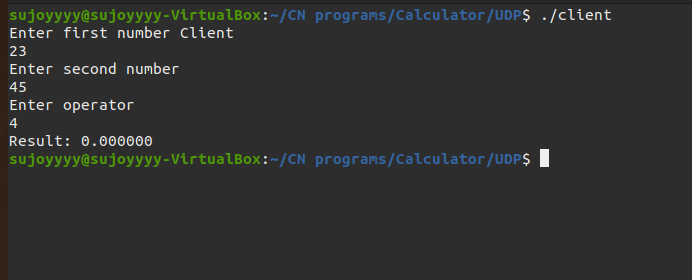 sujoyyyy@sujoyyyy-VirtualBox:~/CN programs/Calculator/UDP$ ./client
Enter first number Client
23
Enter second number
45
Enter operator
4
Result: 0.000000
sujoyyyy@sujoyyyy-VirtualBox:~/CN programs/Calculator/UDP$